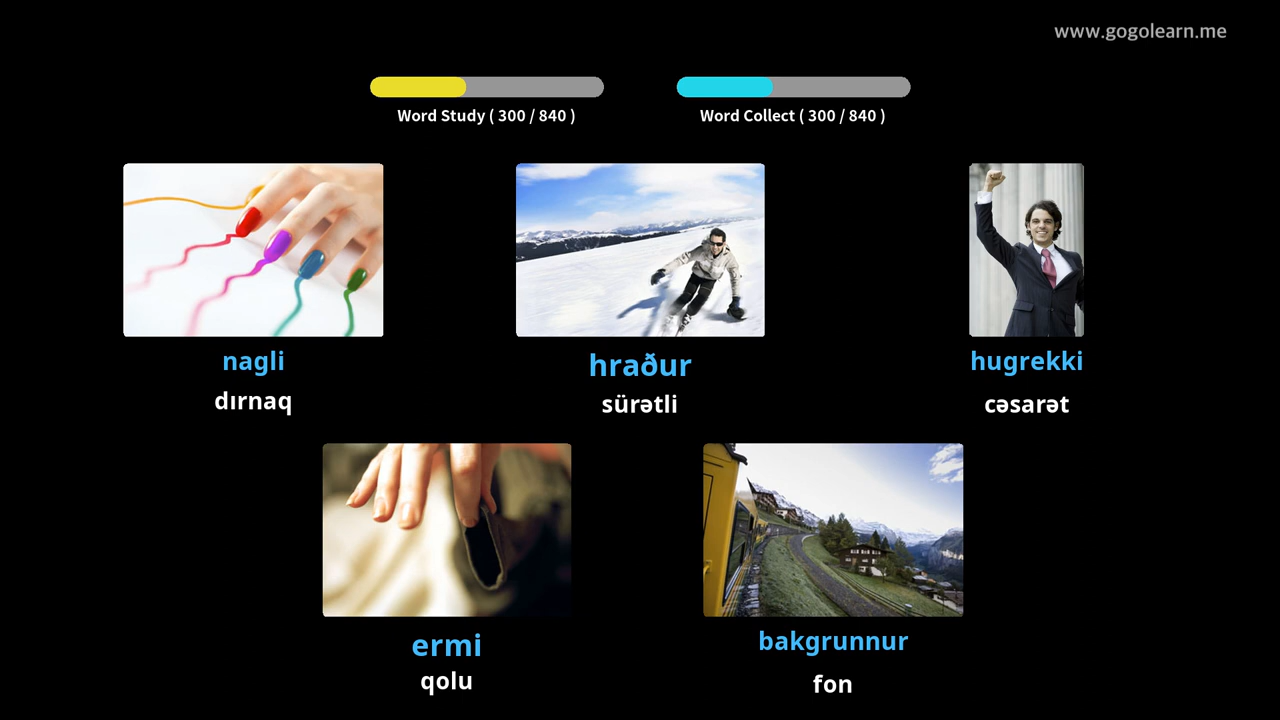 www.gogolearn.me
Word Study ( 300 / 840 )
Word Collect ( 300 / 840 )
nagli
dırnaq
hraður
sürətli
hugrekki
cəsarət
ermi
qolu
bakgrunnur
fon